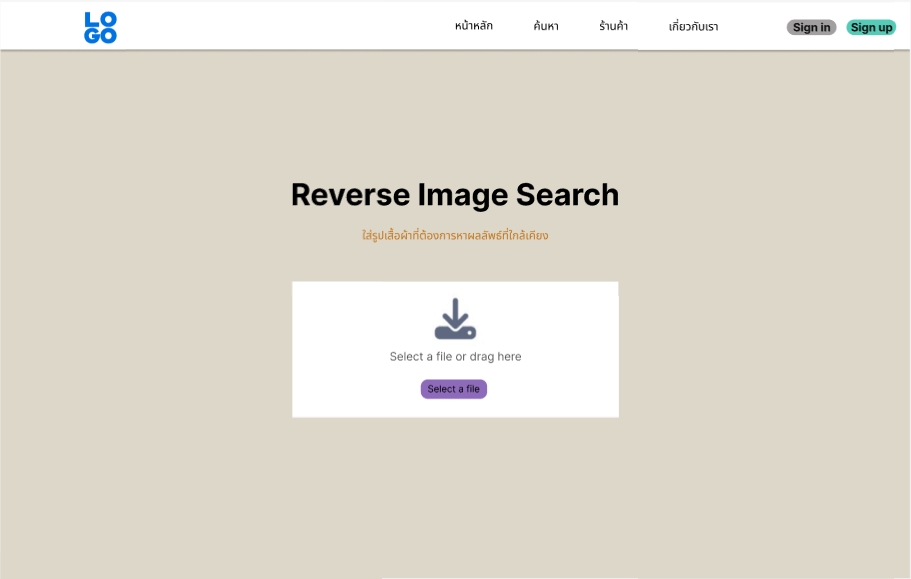 LO
GO
หน้าหลัก ค้นหา ร้านค้า เกี่ยวกับเรา Sign in Sign up
Reverse Image Search
ใส่รูปเสื้อผ้าที่ต้องการหาผลลัพธ์ที่ใกล้เคียง
Select a file or drag here
Select a file